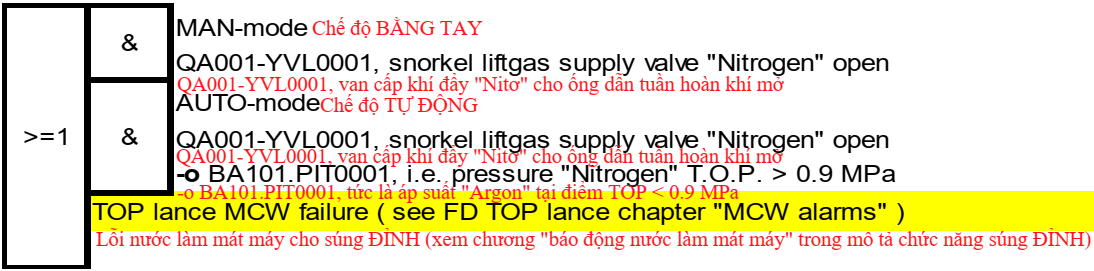 MAN-mode Chế độ BẰNG TAY
&
QA001-YVL0001, snorkel liftgas supply valve "Nitrogen" open
QA001-YVL0001, van cấp khí đẩy "Nitơ" cho ống dẫn tuần hoàn khí mở
AUTO-modeChế độ TỰ ĐỘNG
>=1
&
QA001-YVL0001, snorkel liftgas supply valve "Nitrogen" open
QA001-YVL0001, van cấp khí đẩy "Nitơ" cho ống dẫn tuần hoàn khí mở
-o BA101.PIT0001, i.e. pressure "Nitrogen" T.O.P. > 0.9 MPa
-o BA101.PIT0001, tức là áp suất "Argon" tại điểm TOP < 0.9 MPa
TOP lance MCW failure ( see FD TOP lance chapter "MCW alarms" )
Lỗi nước làm mát máy cho súng ĐỈNH (xem chương "báo động nước làm mát máy" trong mô tả chức năng súng ĐỈNH)